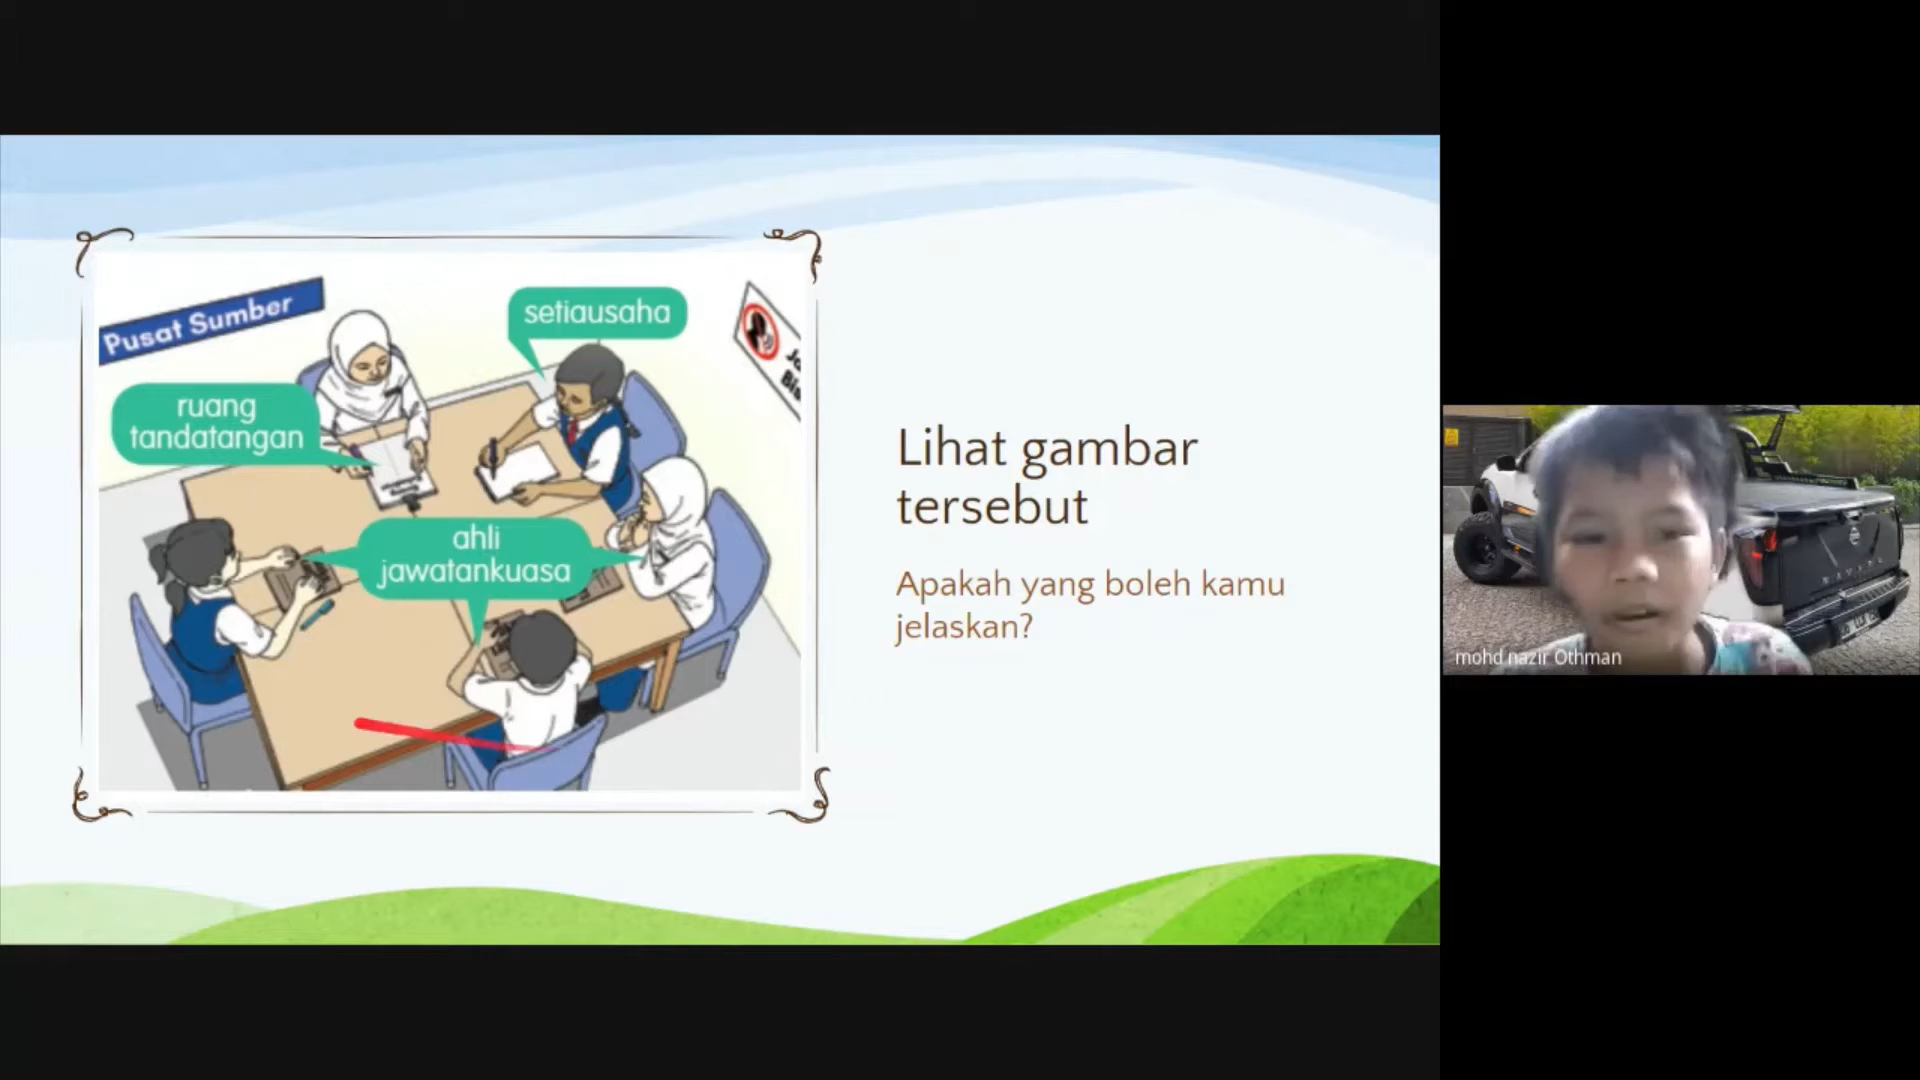 Pusat Sumber
setiausaha
ruang
tandatangan
ahli
jawatankuasa
Lihat gambar
tersebut
Apakah yang boleh kamu
jelaskan?
mohd nazir Othman